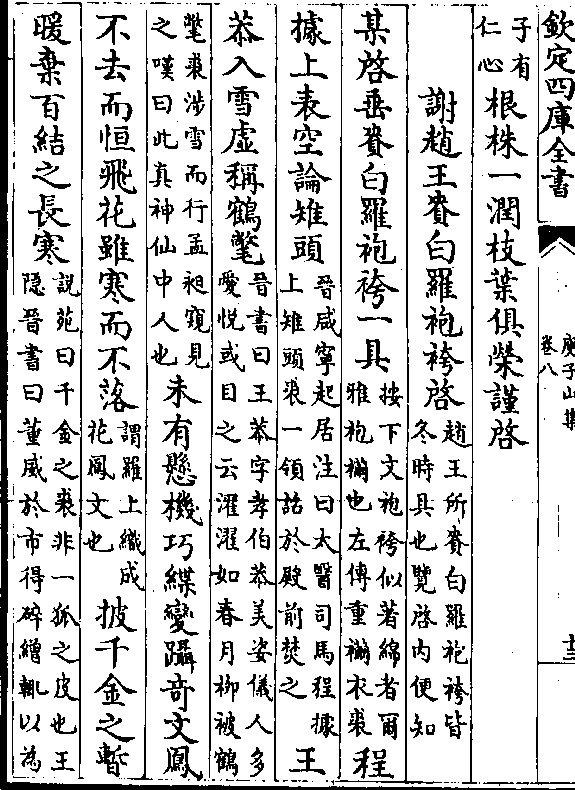 欽定四庫全書
庾子山集
卷八
十三
子有
仁心
根株一潤枝葉俱榮謹啓
謝趙王賚白羅袍袴啓
趙王所賚白羅袍袴皆
冬時具也覽啓内便知
某啓垂賚白羅袍袴一具
按下文袍袴似著綿者爾
雅袍襺也左傳重襺衣裘
程
據上表空論雉頭
晉咸寧起居注曰太醫司馬程據
上雉頭裘一領詔於殿前焚之
王
恭入雪虛稱鶴氅
晉書曰王恭字孝伯恭美姿儀人多
愛悦或目之云濯濯如春月柳被鶴
氅裘涉雪而行孟昶窺見
之嘆曰此真神仙中人也
未有懸機巧緤變躡奇文鳳
不去而恒飛花雖寒而不落
謂羅上織成
花鳳文也
披千金之暫
暖棄百結之長寒
説苑曰千金之裘非一狐之皮也王
隠晉書曰董威於市得碎繒輒以為